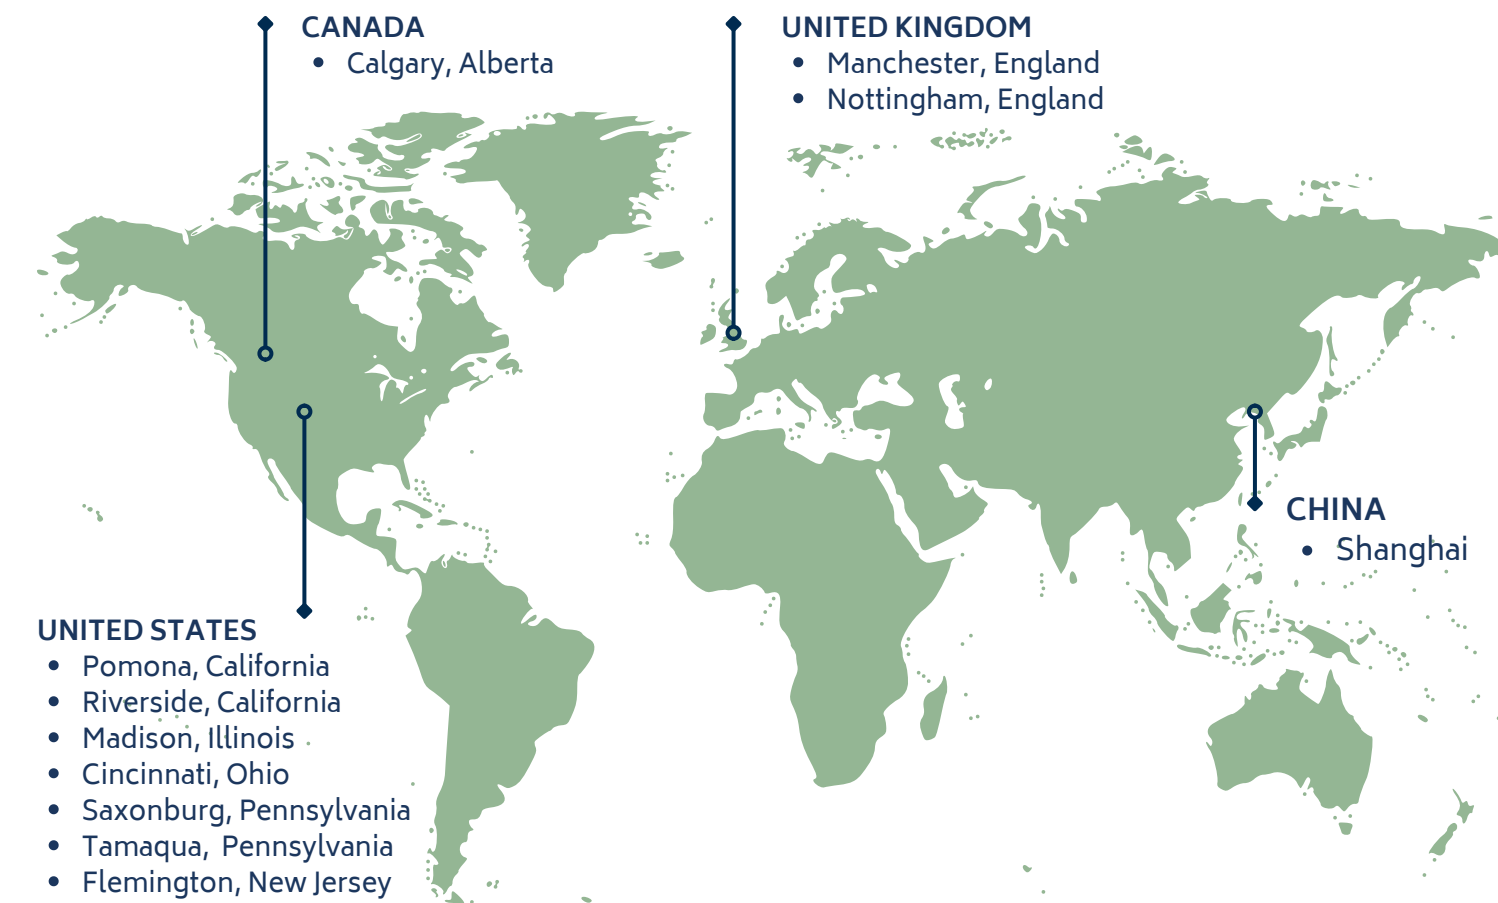 CANADA
• Calgary, Alberta
UNITED KINGDOM
• Manchester, England
• Nottingham, England
CHINA
• Shanghai
UNITED STATES
• Pomona, California
• Riverside, California
• Madison, Illinois
• Cincinnati, Ohio
• Saxonburg, Pennsylvania
• Tamaqua,  Pennsylvania
• Flemington, New Jersey